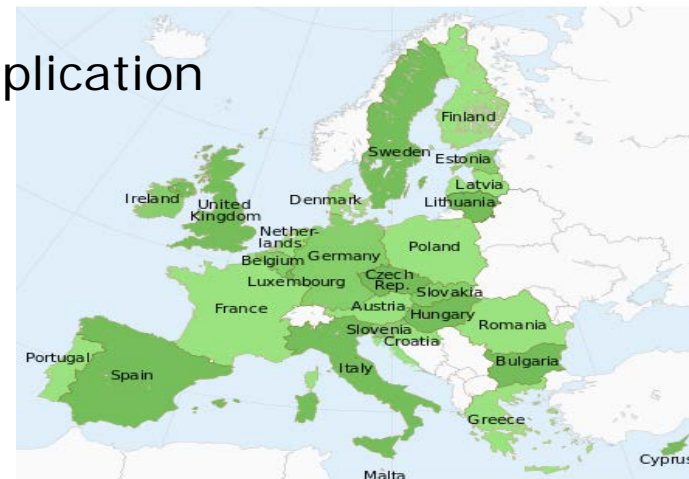 plication
Finland
Sweden
Estonia
Latvia
Lithuania
Ireland
United
Kingdom
Denmark
Nether-
lands
Belgium
Germany
Poland
Luxembourg
Czech
Rep.
Slovakia
France
Austria
Hungary
Slovenia
Romania
Croatia
Portugal
Spain
Italy
Bulgaria
Greece
Cyprus
Malta